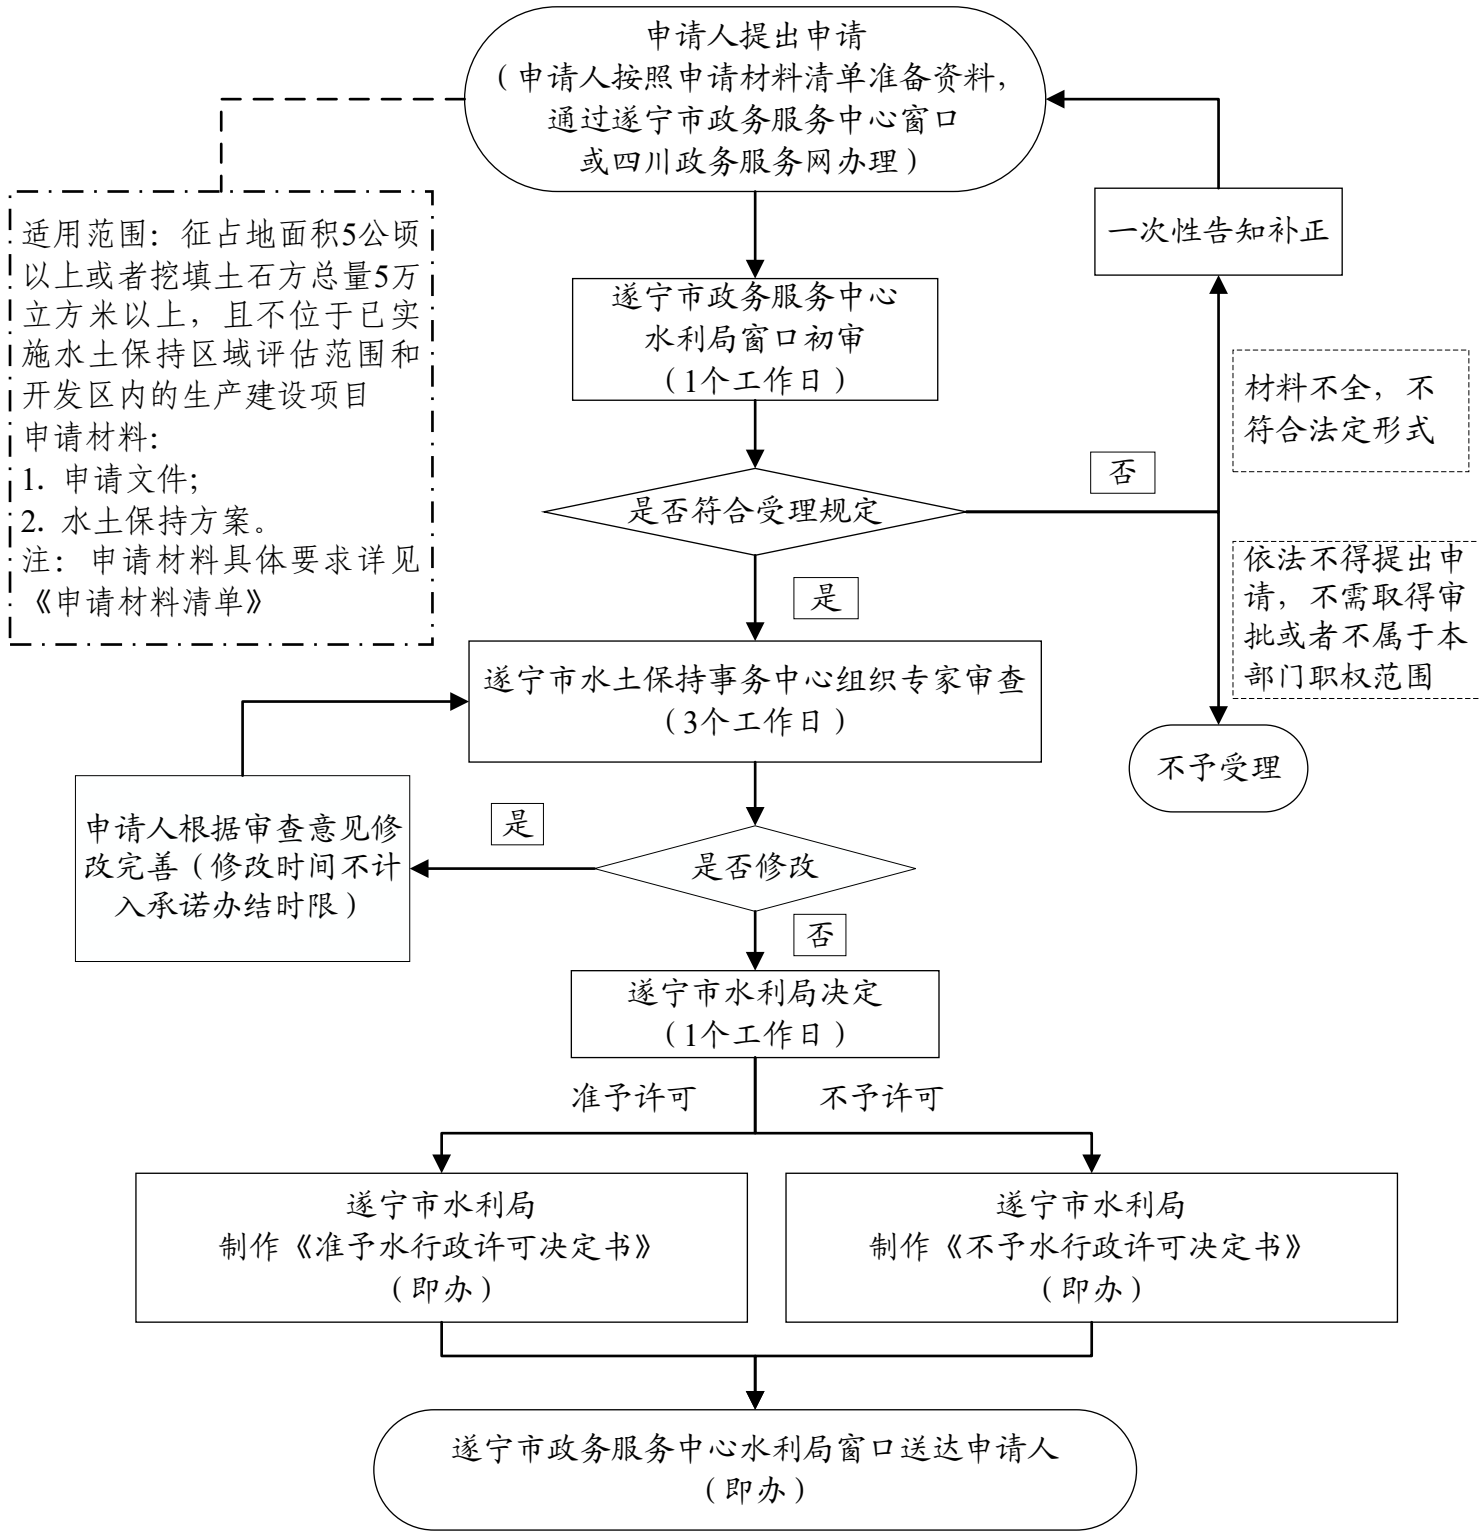 申请人提出申请
（申请人按照申请材料清单准备资料，
通过遂宁市政务服务中心窗口
或四川政务服务网办理）
适用范围：征占地面积5公顷
以上或者挖填土石方总量5万
立方米以上，且不位于已实
施水土保持区域评估范围和
开发区内的生产建设项目
申请材料：
1. 申请文件;
2. 水土保持方案。
注：申请材料具体要求详见
《申请材料清单》
一次性告知补正
遂宁市政务服务中心
水利局窗口初审
（1个工作日）
材料不全，不
符合法定形式
否
是否符合受理规定
依法不得提出申
请，不需取得审
批或者不属于本
部门职权范围
是
遂宁市水土保持事务中心组织专家审查
（3个工作日）
不予受理
申请人根据审查意见修
改完善（修改时间不计
入承诺办结时限）
是
是否修改
否
遂宁市水利局决定
（1个工作日）
准予许可
不予许可
遂宁市水利局
制作《准予水行政许可决定书》
（即办）
遂宁市水利局
制作《不予水行政许可决定书》
（即办）
遂宁市政务服务中心水利局窗口送达申请人
（即办）